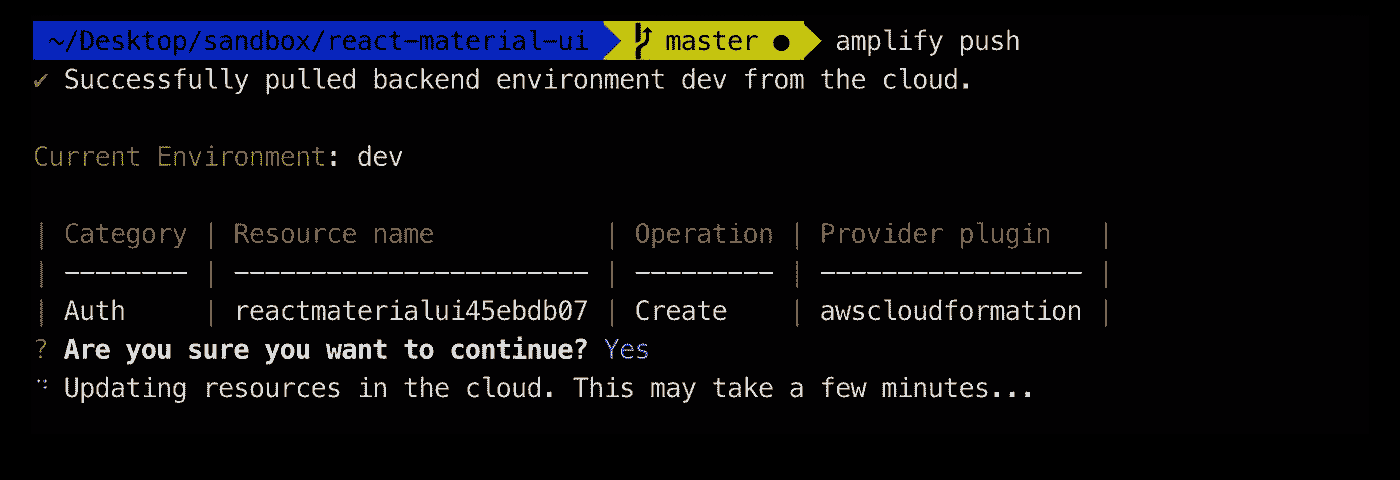 ~/Desktop/sandbox/react-material-ui master ● amplify push
✔ Successfully pulled backend environment dev from the cloud.
Current Environment: dev
| Category | Resource name | Operation | Provider plugin |
| -------- | ----------------------- | --------- | ----------------- |
| Auth | reactmaterialui45ebdb07 | Create | awscloudformation |
? Are you sure you want to continue? Yes
⠙ Updating resources in the cloud. This may take a few minutes...